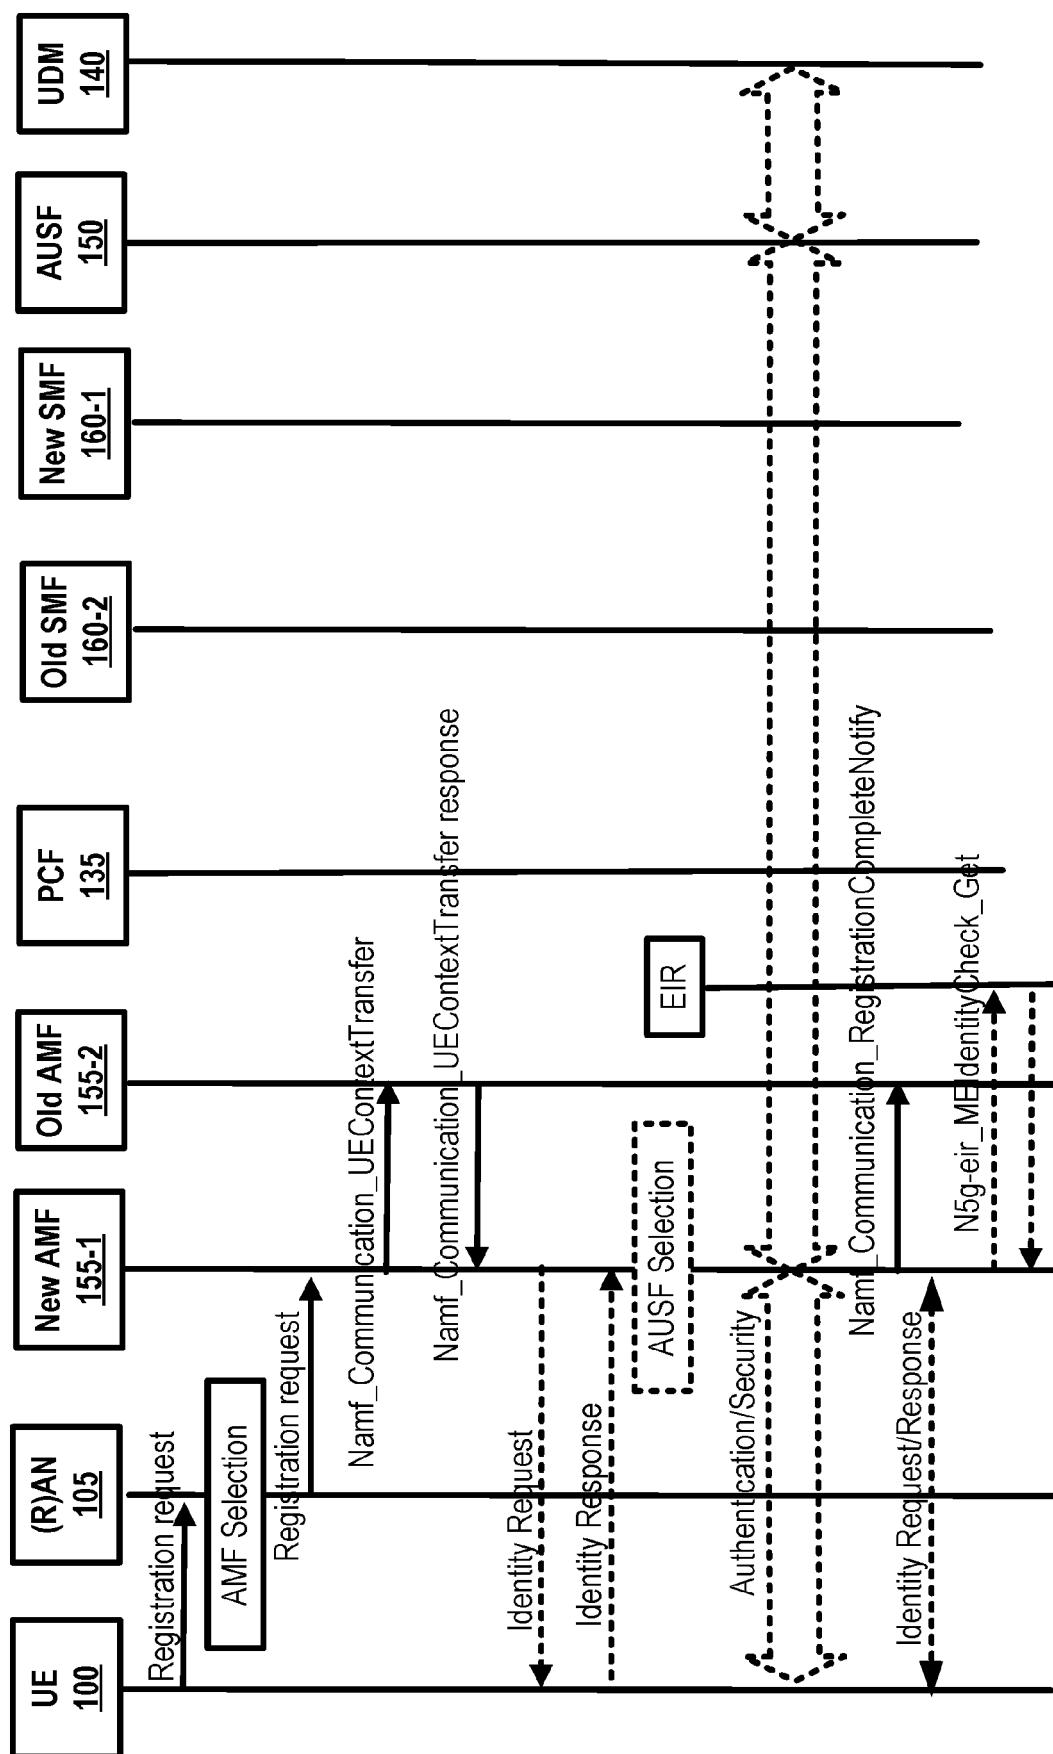 UE
100
(R)AN
105
New AMF
155-1
Old AMF
155-2
PCF
135
Old SMF
160-2
New SMF
160-1
AUSF
150
UDM
140
Registration request
AMF Selection
Registration request
Namf_Communication_UEContextTransfer
Namf_Communication_UEContextTransfer response
Identity Request
Identity Response
AUSF Selection
EIR
Authentication/Security
Namf_Communication_RegistrationCompleteNotify
Identity Request/Response
N5g-eir_MEIdentityCheck_Get